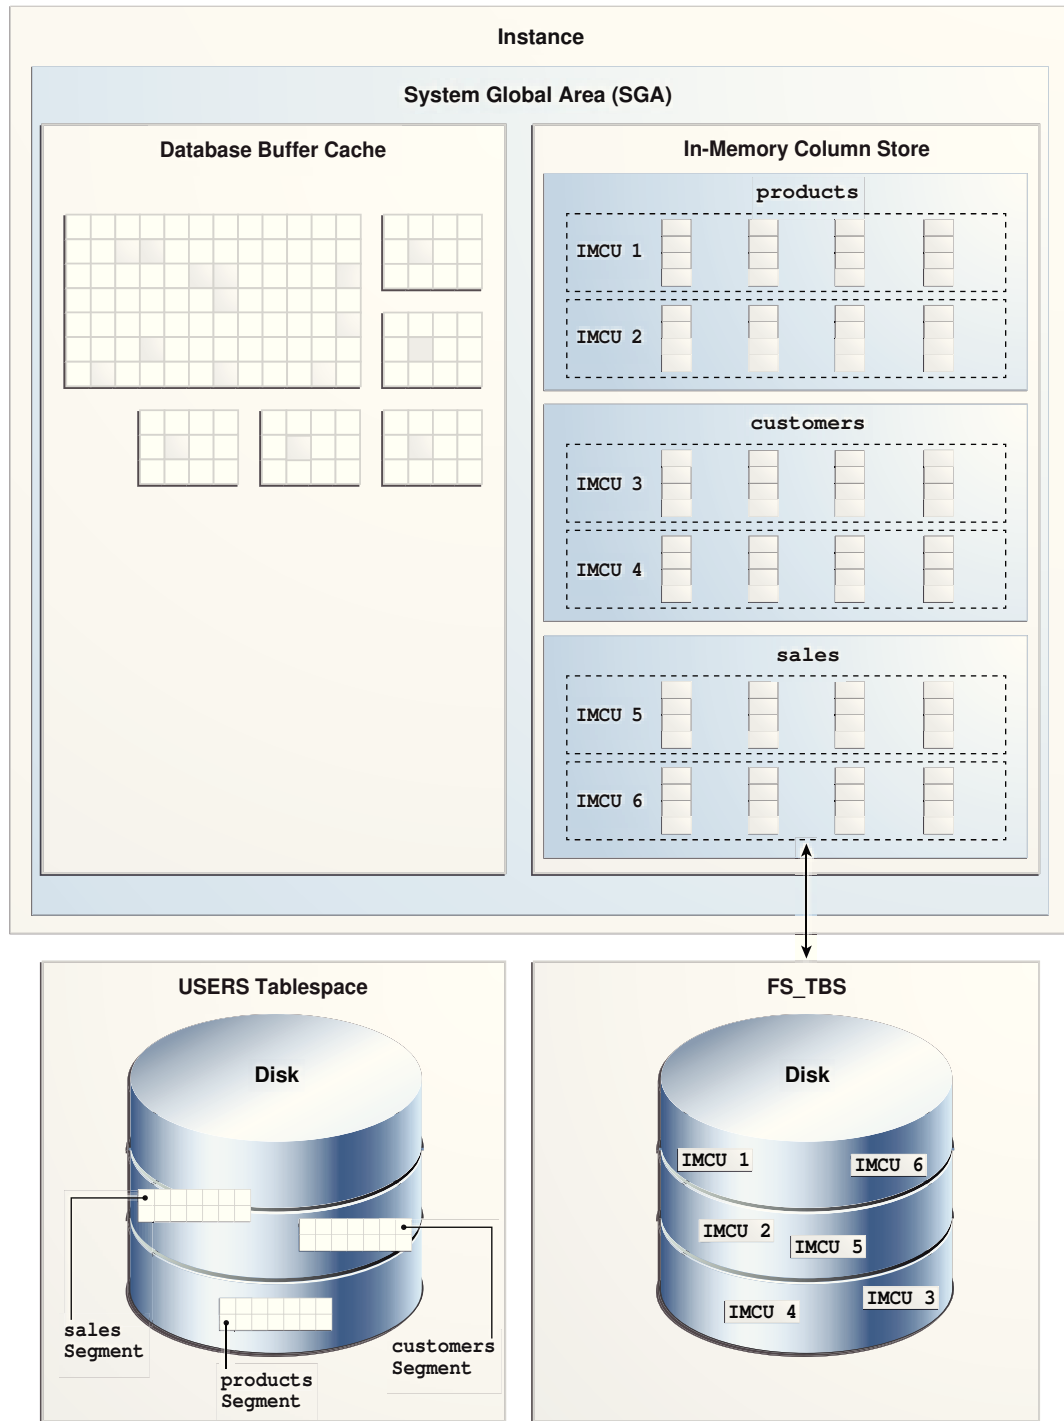 Instance
System Global Area (SGA)
Database Buffer Cache
In-Memory Column Store
products
IMCU 1
IMCU 2
customers
IMCU 3
IMCU 4
sales
IMCU 5
IMCU 6
USERS Tablespace
Disk
sales
Segment
products
Segment
customers
Segment
FS_TBS
Disk
IMCU 1
IMCU 6
IMCU 2
IMCU 5
IMCU 3
IMCU 4